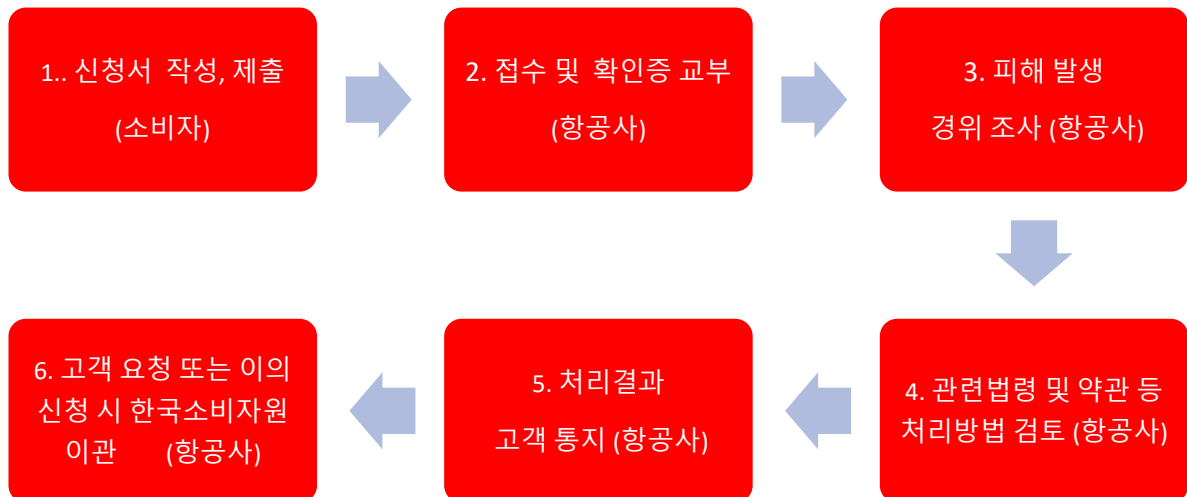 1.. 신청서 작성, 제출
(소비자)
2. 접수 및 확인증 교부
(항공사)
3. 피해 발생
경위 조사 (항공사)
4. 관련법령 및 약관 등
처리방법 검토 (항공사)
5. 처리결과
고객 통지 (항공사)
6. 고객 요청 또는 이의
신청 시 한국소비자원
이관 (항공사)